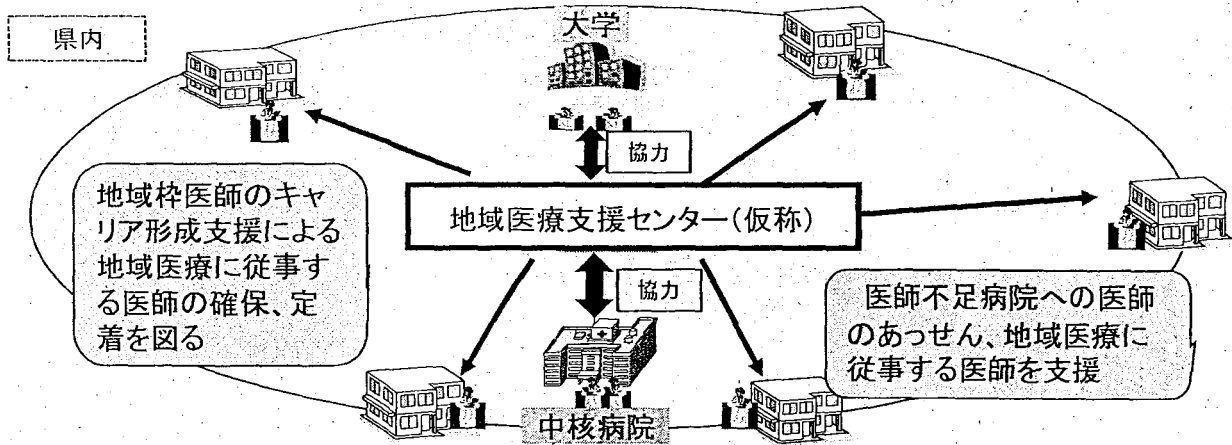 県内
大学
協力
地域枠医師のキャ
リア形成支援による
地域医療に従事す
る医師の確保、定
着を図る
地域医療支援センター(仮称)
協力
医師不足病院への医師
のあっせん、地域医療に
従事する医師を支援
中核病院